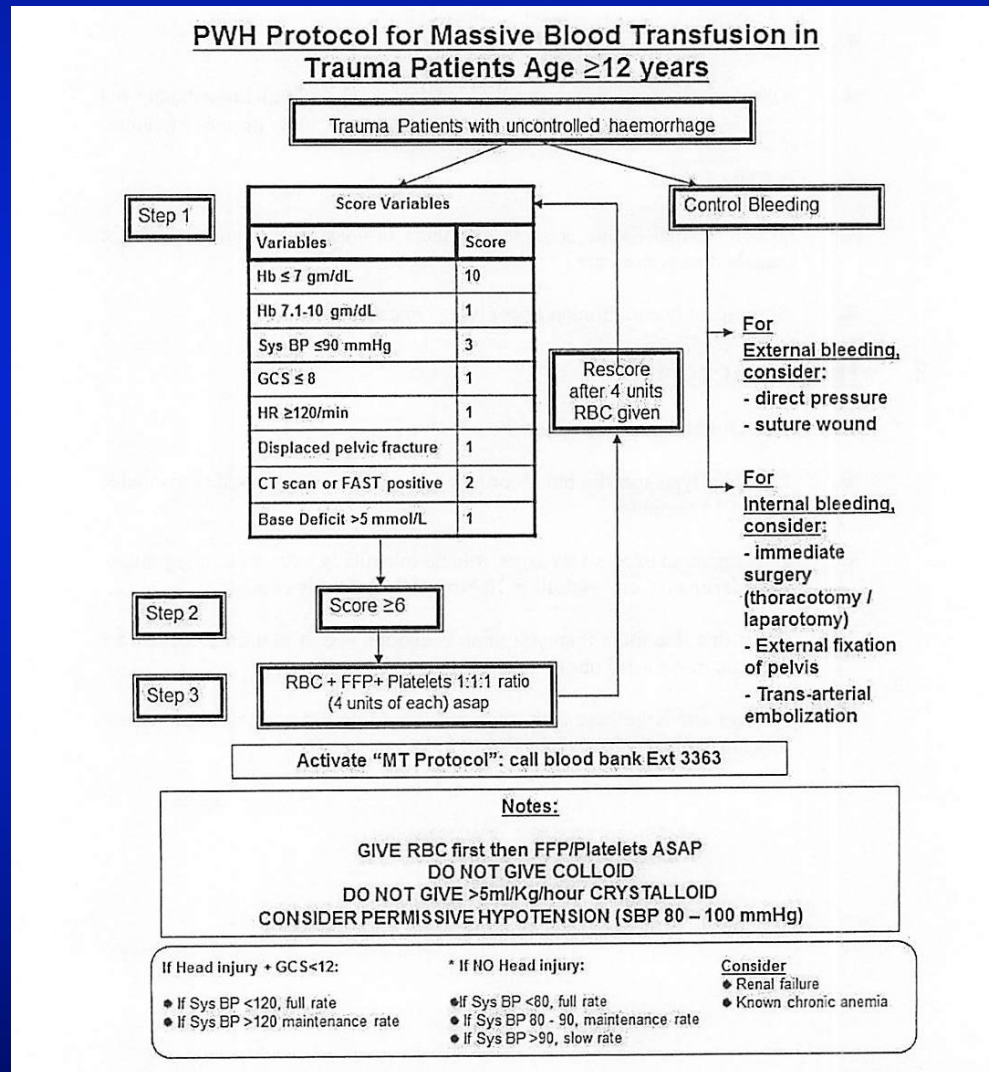 PWH Protocol for Massive Blood Transfusion in
Trauma Patients Age ≥12 years
Trauma Patients with uncontrolled haemorrhage
Step 1
Score Variables
Variables Score
Hb ≤ 7 gm/dL 10
Hb 7.1-10 gm/dL 1
Sys BP ≤90 mmHg 3
GCS ≤ 8 1
HR ≥120/min 1
Displaced pelvic fracture 1
CT scan or FAST positive 2
Base Deficit >5 mmol/L 1
Control Bleeding
Rescore
after 4 units
RBC given
For
External bleeding,
consider:
- direct pressure
- suture wound
For
Internal bleeding,
consider:
- immediate
surgery
(thoracotomy /
laparotomy)
- External fixation
of pelvis
- Trans-arterial
embolization
Step 2
Score ≥6
Step 3
RBC + FFP+ Platelets 1:1:1 ratio
(4 units of each) asap
Activate “MT Protocol”: call blood bank Ext 3363
Notes:
GIVE RBC first then FFP/Platelets ASAP
DO NOT GIVE COLLOID
DO NOT GIVE >5ml/Kg/hour CRYSTALLOID
CONSIDER PERMISSIVE HYPOTENSION (SBP 80 – 100 mmHg)
If Head injury + GCS<12:
◆ If Sys BP <120, full rate
◆ If Sys BP >120 maintenance rate
* If NO Head injury:
◆If Sys BP <80, full rate
◆ If Sys BP 80 - 90, maintenance rate
◆ If Sys BP >90, slow rate
Consider
◆ Renal failure
◆ Known chronic anemia